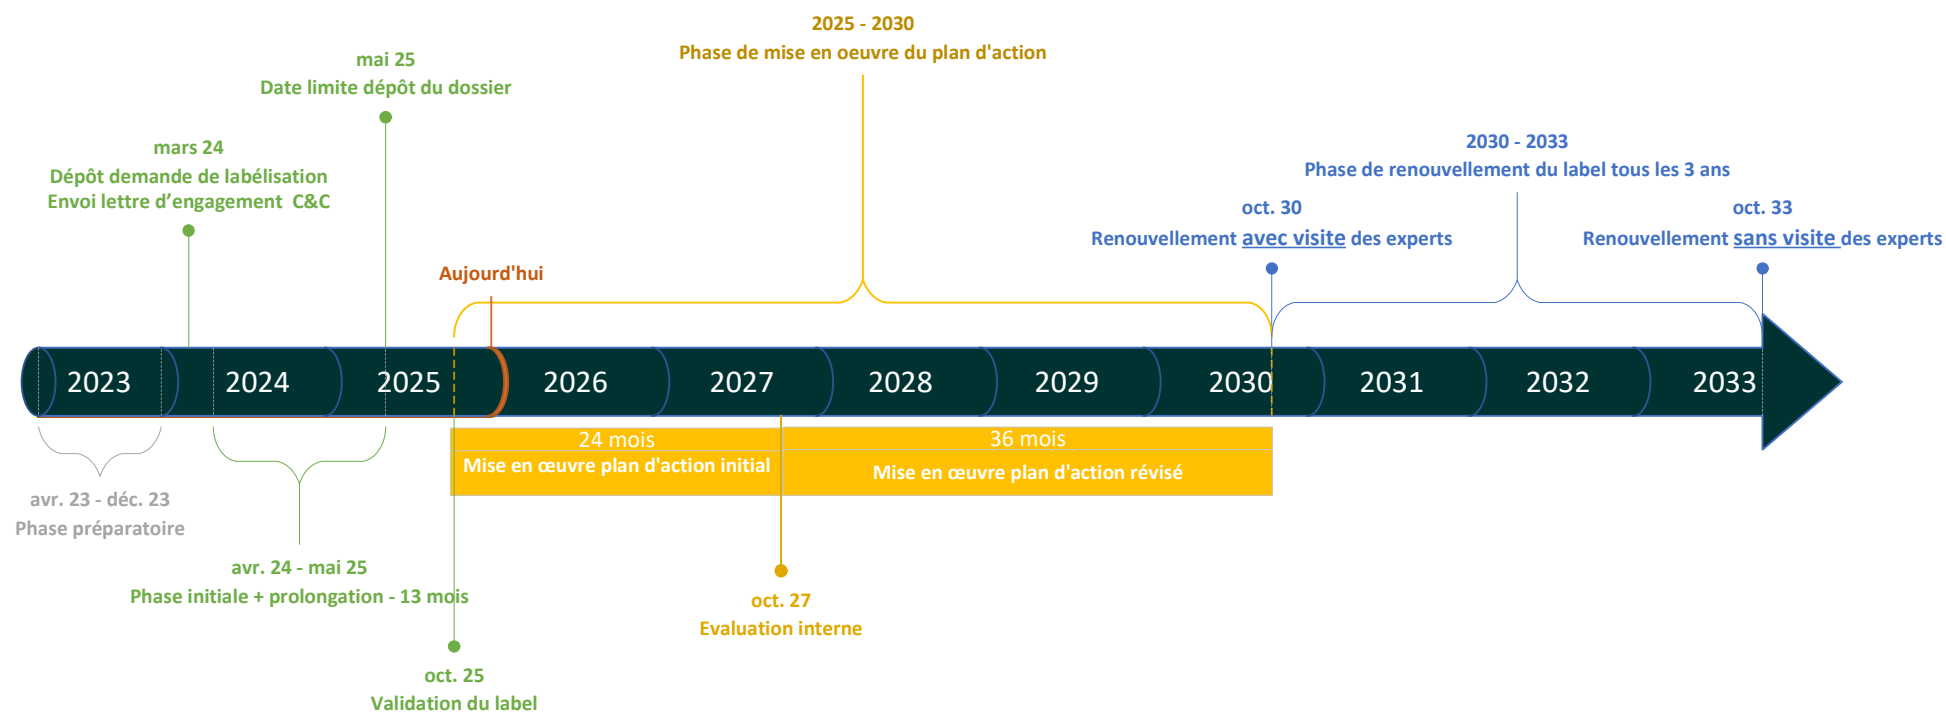 2025 - 2030
Phase de mise en oeuvre du plan d'action
mai 25
Date limite dépôt du dossier
mars 24
Dépôt demande de labélisation
Envoi lettre d’engagement C&C
2030 - 2033
Phase de renouvellement du label tous les 3 ans
oct. 30
Renouvellement avec visite des experts
oct. 33
Renouvellement sans visite des experts
Aujourd'hui
2023
2024
2025
2026
2027
2028
2029
2030
2031
2032
2033
24 mois
Mise en œuvre plan d'action initial
36 mois
Mise en œuvre plan d'action révisé
avr. 23 - déc. 23
Phase préparatoire
avr. 24 - mai 25
Phase initiale + prolongation - 13 mois
oct. 27
Evaluation interne
oct. 25
Validation du label